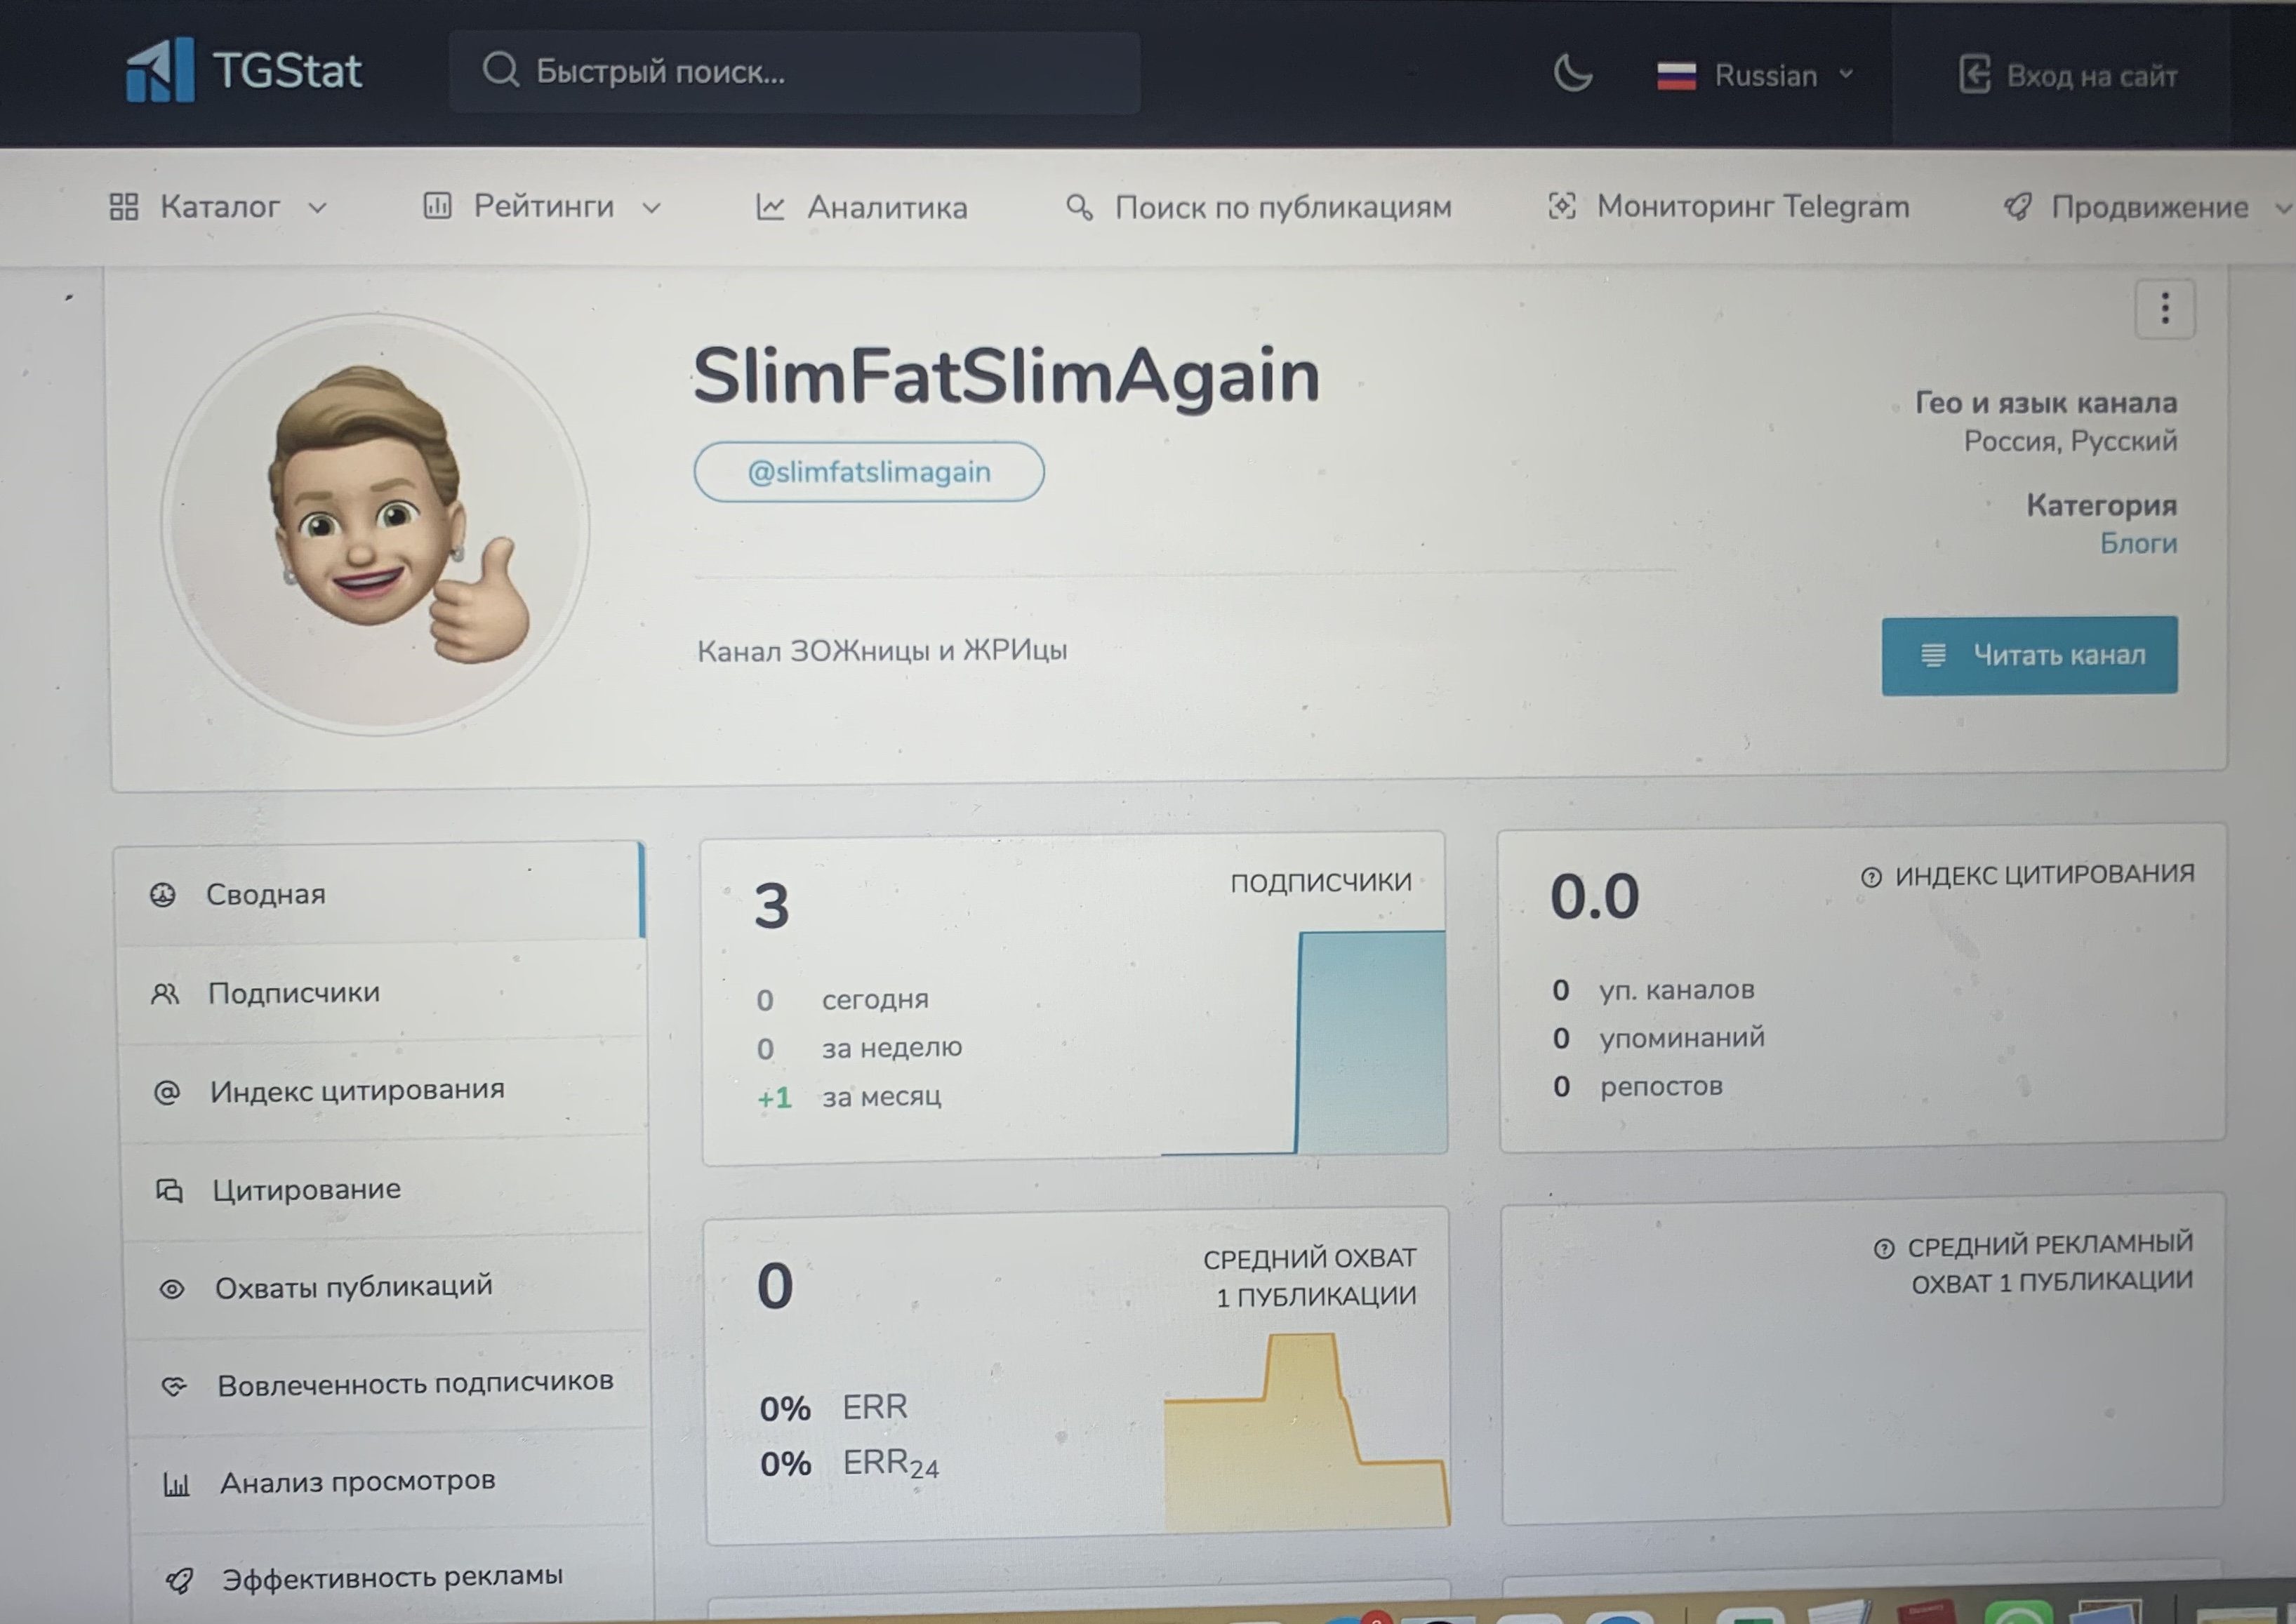 TGStat
Быстрый поиск...
Russian
Вход на сайт
Каталог
Рейтинги
Аналитика
Поиск по публикациям
Мониторинг Telegram
Продвижение
SlimFatSlimAgain
@slimfatslimagain
Канал ЗОЖницы и ЖРИцы
Гео и язык канала
Россия, Русский
Категория
Блоги
Читать канал
Сводная
Подписчики
Индекс цитирования
Цитирование
Охваты публикаций
Вовлеченность подписчиков
Анализ просмотров
Эффективность рекламы
3
ПОДПИСЧИКИ
0 сегодня
0 за неделю
+1 за месяц
0.0
ИНДЕКС ЦИТИРОВАНИЯ
0 уп. каналов
0 упоминаний
0 репостов
0
СРЕДНИЙ ОХВАТ
1 ПУБЛИКАЦИИ
0% ERR
0% ERR24
СРЕДНИЙ РЕКЛАМНЫЙ
ОХВАТ 1 ПУБЛИКАЦИИ